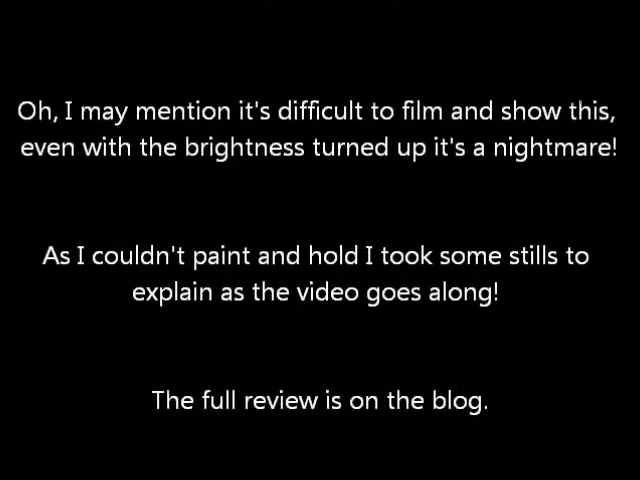 Oh, I may mention it's difficult to film and show this,
even with the brightness turned up it's a nightmare!
As I couldn't paint and hold I took some stills to
explain as the video goes along!
The full review is on the blog.